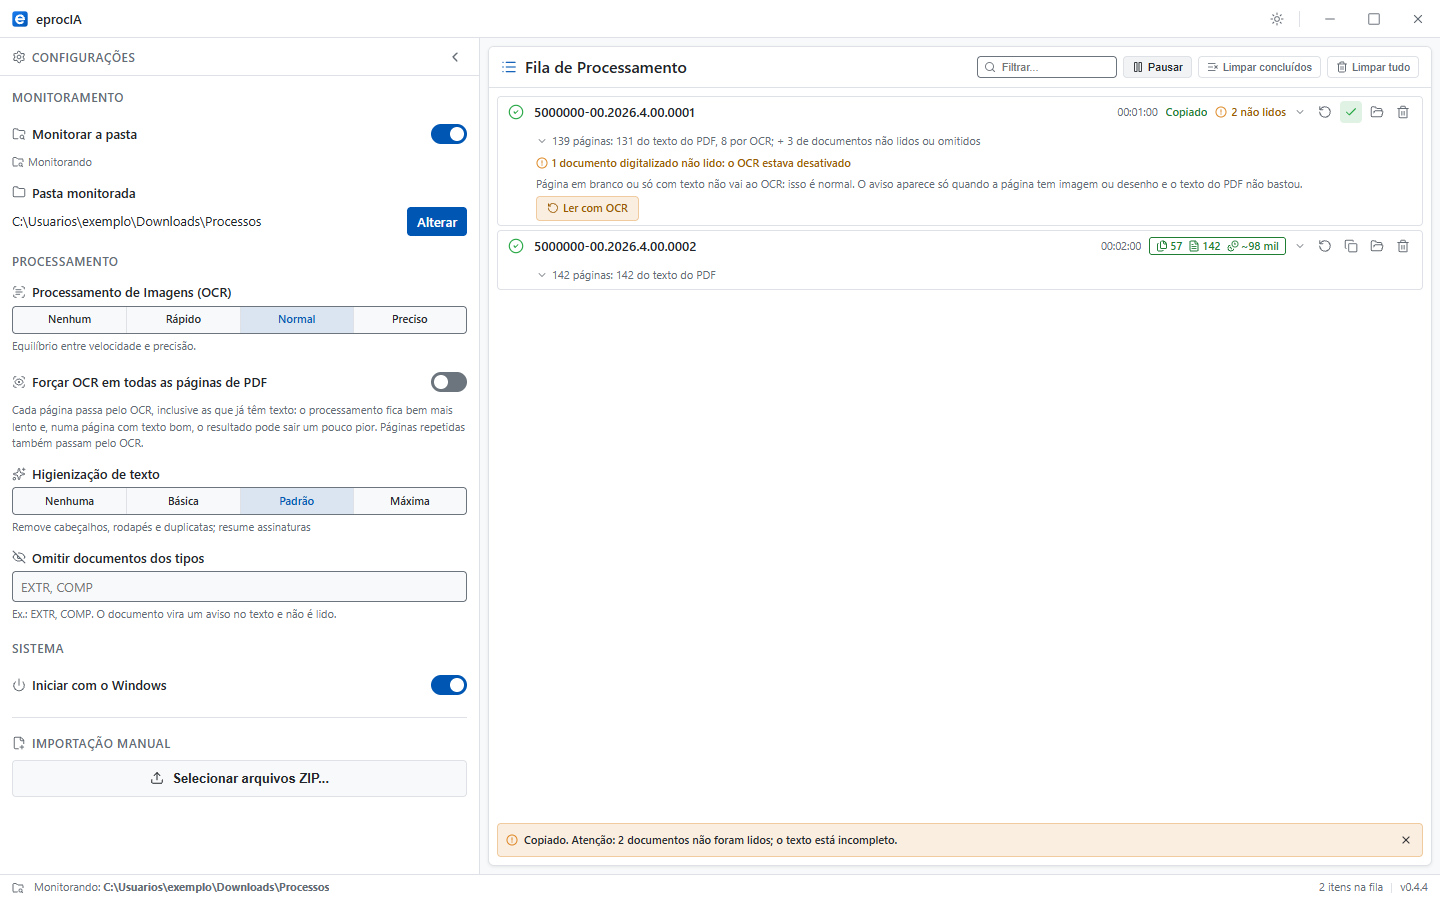 eprocIA
CONFIGURAÇÕES
MONITORAMENTO
Monitorar a pasta
Monitorando
Pasta monitorada
C:\Usuarios\exemplo\Downloads\Processos
Alterar
PROCESSAMENTO
Processamento de Imagens (OCR)
Nenhum Rápido Normal Preciso
Equilíbrio entre velocidade e precisão.
Forçar OCR em todas as páginas de PDF
Cada página passa pelo OCR, inclusive as que já têm texto: o processamento fica bem mais
lento e, numa página com texto bom, o resultado pode sair um pouco pior. Páginas repetidas
também passam pelo OCR.
Higienização de texto
Nenhuma Básica Padrão Máxima
Remove cabeçalhos, rodapés e duplicatas; resume assinaturas
Omitir documentos dos tipos
EXTR, COMP
Ex.: EXTR, COMP. O documento vira um aviso no texto e não é lido.
SISTEMA
Iniciar com o Windows
IMPORTAÇÃO MANUAL
Selecionar arquivos ZIP...
Fila de Processamento
Filtrar...
Pausar
Limpar concluídos
Limpar tudo
5000000-00.2026.4.00.0001
00:01:00 Copiado 2 não lidos
139 páginas: 131 do texto do PDF, 8 por OCR; + 3 de documentos não lidos ou omitidos
1 documento digitalizado não lido: o OCR estava desativado
Página em branco ou só com texto não vai ao OCR: isso é normal. O aviso aparece só quando a página tem imagem ou desenho e o texto do PDF não bastou.
Ler com OCR
5000000-00.2026.4.00.0002
00:02:00 57 142 ~98 mil
142 páginas: 142 do texto do PDF
Copiado. Atenção: 2 documentos não foram lidos; o texto está incompleto.
Monitorando: C:\Usuarios\exemplo\Downloads\Processos
2 itens na fila v0.4.4